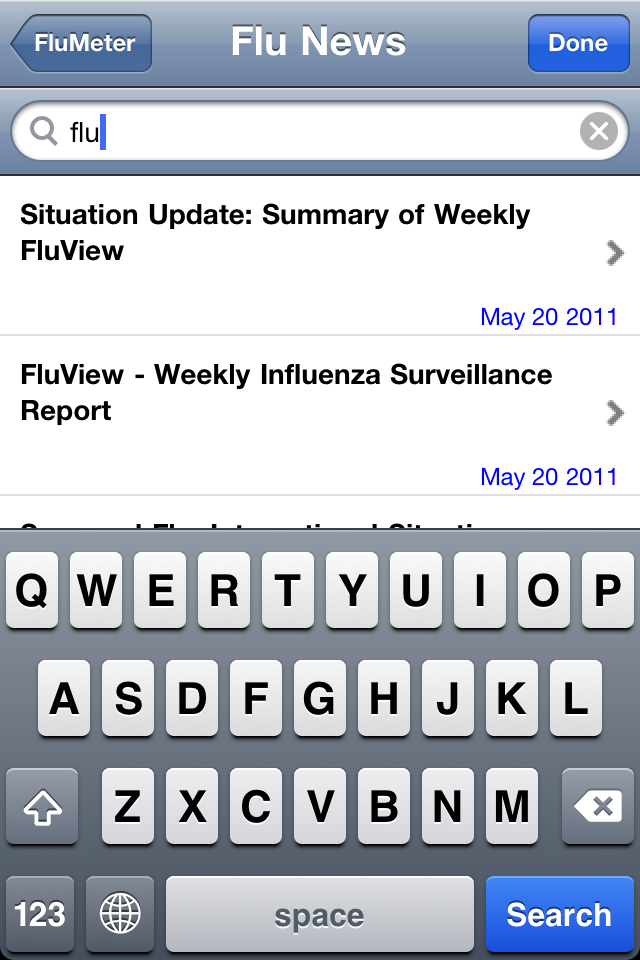 FluMeter
Flu News
Done
flu
Situation Update: Summary of Weekly
FluView
May 20 2011
FluView - Weekly Influenza Surveillance
Report
May 20 2011
Q W E R T Y U I O P
A S D F G H J K L
Z X C V B N M
123
space
Search